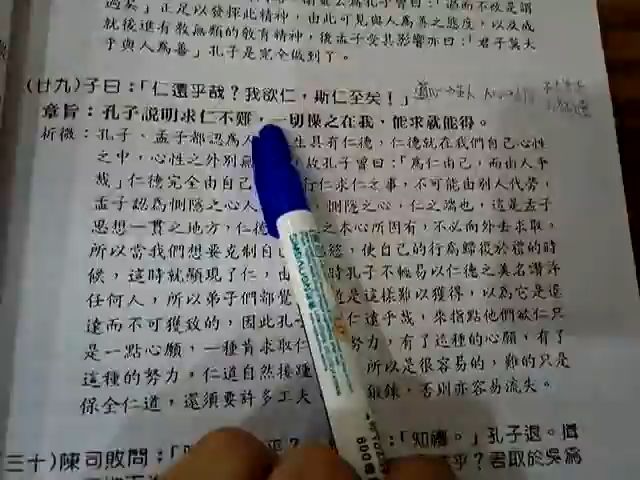 過矣」正足以發揮此精神，由此可見與人為善之態度，以及成
就後進有教無類的教育精神，後孟子受其影響亦曰：「君子莫大
乎與人為善」孔子是完全做到了。
(廿九)子曰：「仁遠乎哉？我欲仁，斯仁至矣！」
章旨：孔子說明求仁不難，一切操之在我，能求就能得。
析微：孔子、孟子都認為人 生具有仁德，仁德就在我們自己心性
之中，心性之外別無 故孔子曾曰：「為仁由己，而由人乎
哉」仁德完全由自己 行仁求仁之事，不可能由別人代勞，
孟子認為惻隱之心人 惻隱之心，仁之端也，這是孟子
思想一貫之地方，仁德 之本心所固有，不必向外去求取，
所以當我們想要克制自己 慾，使自己的行為歸復於禮的時
候，這時就顯現了仁，由 時孔子不輕易以仁德之美名讚許
任何人，所以弟子們都覺 道是這樣難以獲得，以為它是遙
遠而不可獲致的，因此孔子 仁遠乎哉，來指點他們欲仁只
是一點心願，一種肯求取仁 努力，有了這種的心願，有了
這種的努力，仁道自然接踵 所以是很容易的，難的只是
保全仁道，還須要許多工夫 鍊，否則亦容易流失。
(三十)陳司敗問：「 乎？ ：「知禮。」孔子退。揖
乎？君取於吳為